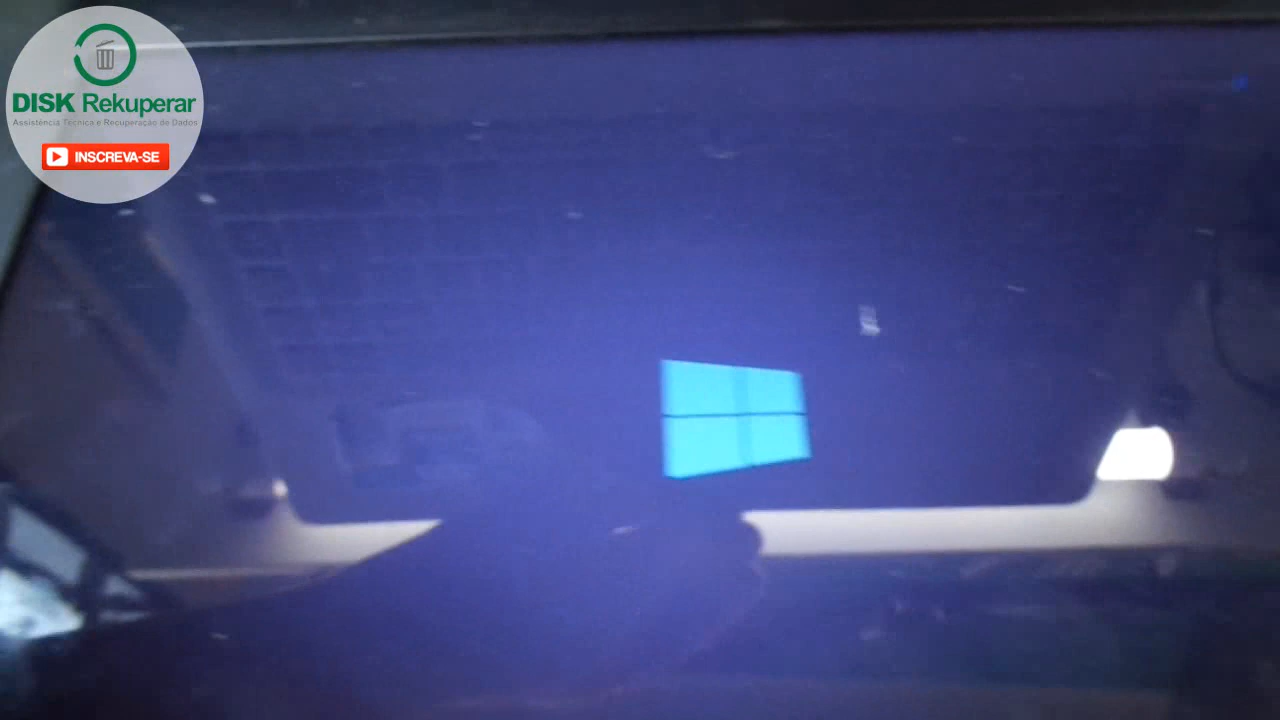 DISK Rekuperar
Assistência Técnica e Recuperação de Dados
INSCREVA-SE